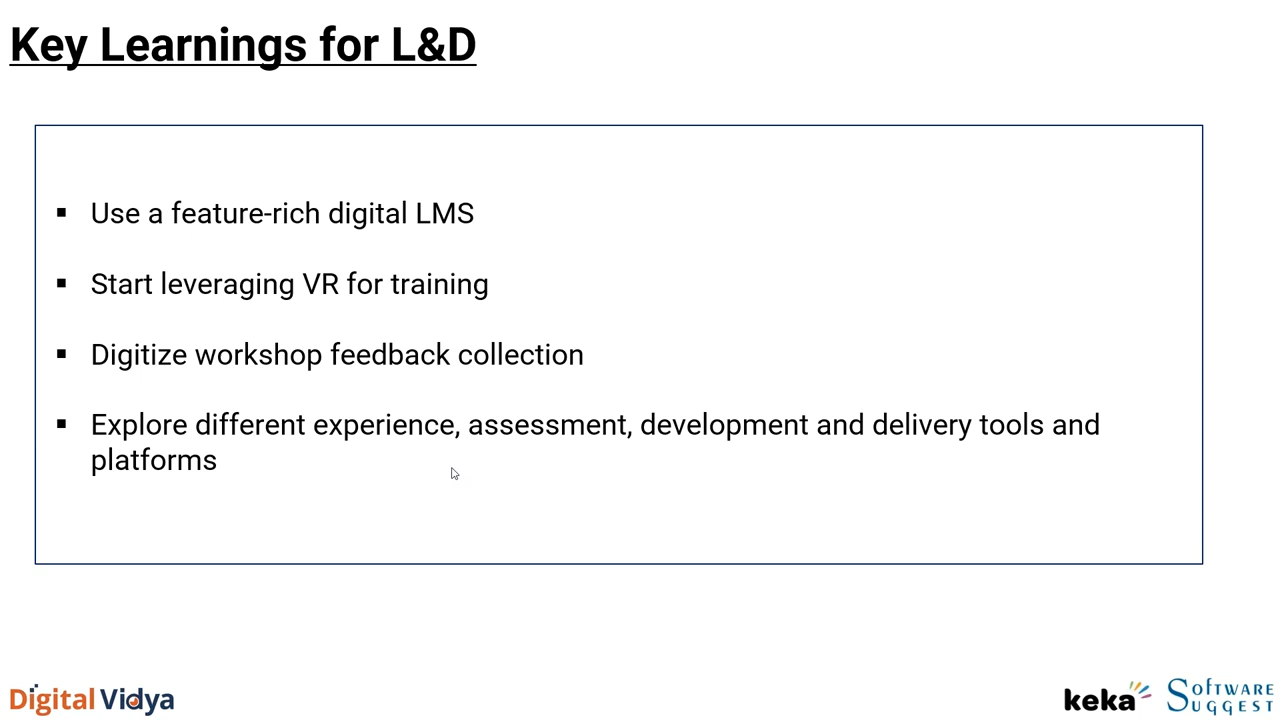 Key Learnings for L&D
▪ Use a feature-rich digital LMS
▪ Start leveraging VR for training
▪ Digitize workshop feedback collection
▪ Explore different experience, assessment, development and delivery tools and
platforms
Digital Vidya
keka
SOFTWARE
SUGGEST